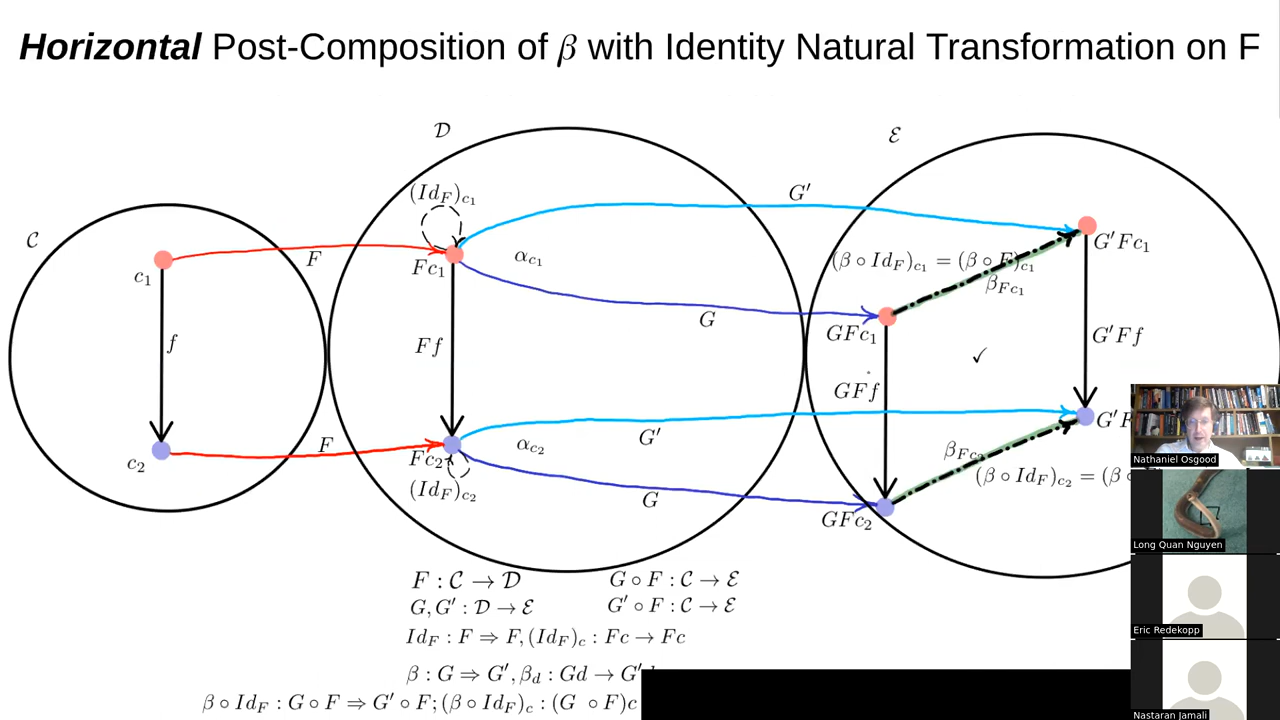 Horizontal Post-Composition of β with Identity Natural Transformation on F
𝒟
ℰ
𝒞
(Id_F)_{c_1}
G′
F
Fc_1
α_{c_1}
(β ∘ Id_F)_{c_1} = (β ∘ F)_{c_1}
G′Fc_1
c_1
β_{Fc_1}
G
GFc_1
f
Ff
G′Ff
✓
GFf
F
Fc_2
α_{c_2}
G′
G′F
c_2
(Id_F)_{c_2}
G
β_{Fc_2}
(β ∘ Id_F)_{c_2} = (β ∘
GFc_2
Nathaniel Osgood
Long Quan Nguyen
F : 𝒞 → 𝒟
G ∘ F : 𝒞 → ℰ
G, G′ : 𝒟 → ℰ
G′ ∘ F : 𝒞 → ℰ
Id_F : F ⇒ F, (Id_F)_c : Fc → Fc
Eric Redekopp
β : G ⇒ G′, β_d : Gd → G′d
β ∘ Id_F : G ∘ F ⇒ G′ ∘ F; (β ∘ Id_F)_c : (G ∘ F)c
Nastaran Jamali